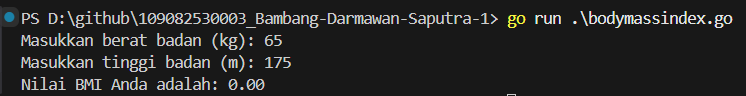 PS D:\github\109082530003_Bambang-Darmawan-Saputra-1> go run .\bodymassindex.go
Masukkan berat badan (kg): 65
Masukkan tinggi badan (m): 175
Nilai BMI Anda adalah: 0.00